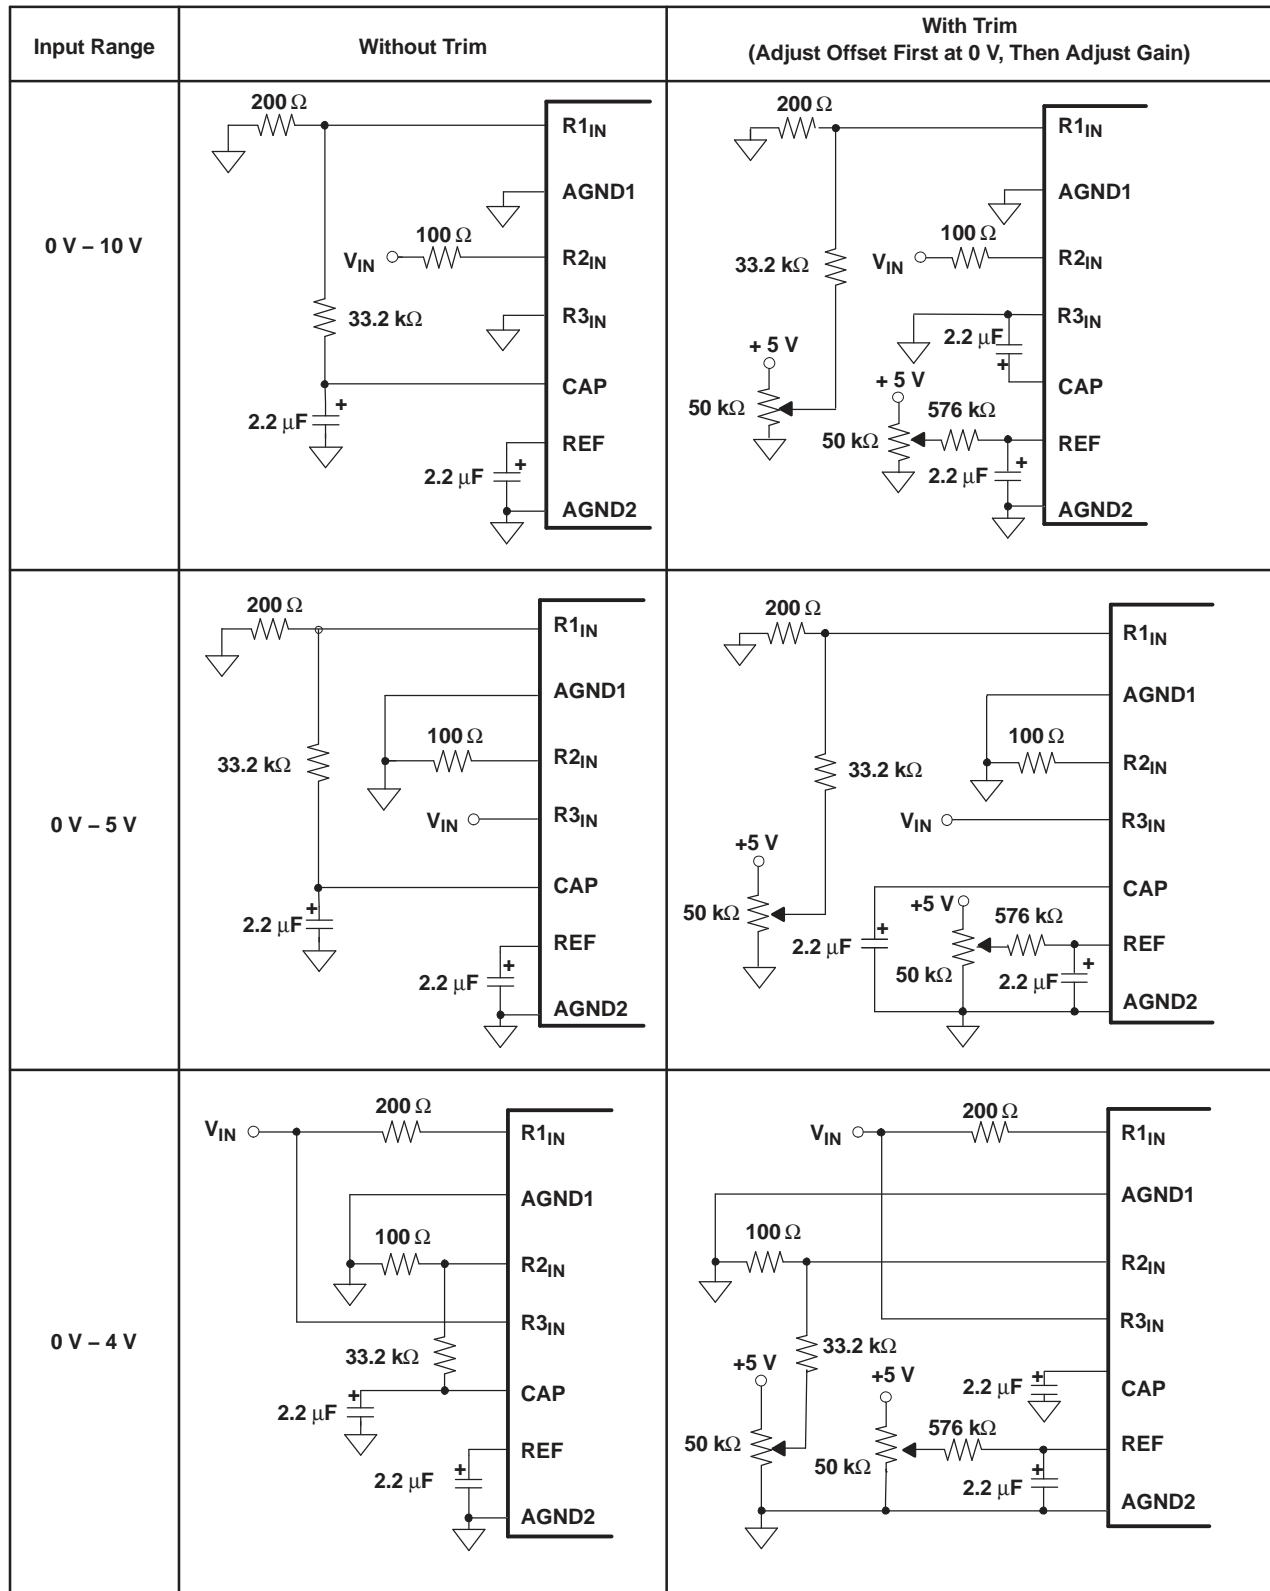 Input Range
Without Trim
With Trim
(Adjust Offset First at 0 V, Then Adjust Gain)
0 V – 10 V
200 Ω
R1IN
AGND1
100 Ω
VIN
R2IN
33.2 kΩ
R3IN
CAP
+
2.2 μF
REF
+
2.2 μF
AGND2
200 Ω
R1IN
AGND1
100 Ω
33.2 kΩ
VIN
R2IN
R3IN
2.2 μF
+
+ 5 V
CAP
+ 5 V
50 kΩ
576 kΩ
50 kΩ
REF
+
2.2 μF
AGND2
0 V – 5 V
200 Ω
R1IN
AGND1
100 Ω
33.2 kΩ
R2IN
VIN
R3IN
CAP
+
2.2 μF
REF
+
2.2 μF
AGND2
200 Ω
R1IN
AGND1
100 Ω
33.2 kΩ
R2IN
VIN
R3IN
+5 V
CAP
50 kΩ
+5 V
576 kΩ
+
2.2 μF
REF
50 kΩ
+
2.2 μF
AGND2
0 V – 4 V
200 Ω
VIN
R1IN
AGND1
100 Ω
R2IN
R3IN
33.2 kΩ
CAP
+
2.2 μF
REF
+
2.2 μF
AGND2
200 Ω
VIN
R1IN
AGND1
100 Ω
R2IN
R3IN
33.2 kΩ
+5 V
+5 V
+
2.2 μF
CAP
576 kΩ
50 kΩ
REF
50 kΩ
+
2.2 μF
AGND2